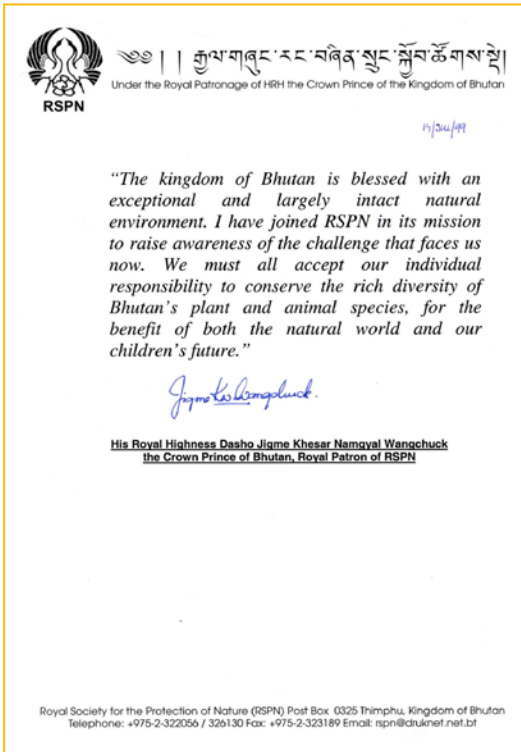 ༄༅། །རྒྱལ་གཞུང་རང་བཞིན་སྲུང་སྐྱོབ་ཚོགས་སྡེ།
Under the Royal Patronage of HRH the Crown Prince of the Kingdom of Bhutan
RSPN
“The kingdom of Bhutan is blessed with an
exceptional and largely intact natural
environment. I have joined RSPN in its mission
to raise awareness of the challenge that faces us
now. We must all accept our individual
responsibility to conserve the rich diversity of
Bhutan’s plant and animal species, for the
benefit of both the natural world and our
children’s future.”
His Royal Highness Dasho Jigme Khesar Namgyal Wangchuck
the Crown Prince of Bhutan, Royal Patron of RSPN
Royal Society for the Protection of Nature (RSPN) Post Box 0325 Thimphu, Kingdom of Bhutan
Telephone: +975-2-322056 / 326130 Fax: +975-2-323189 Email: rspn@druknet.net.bt